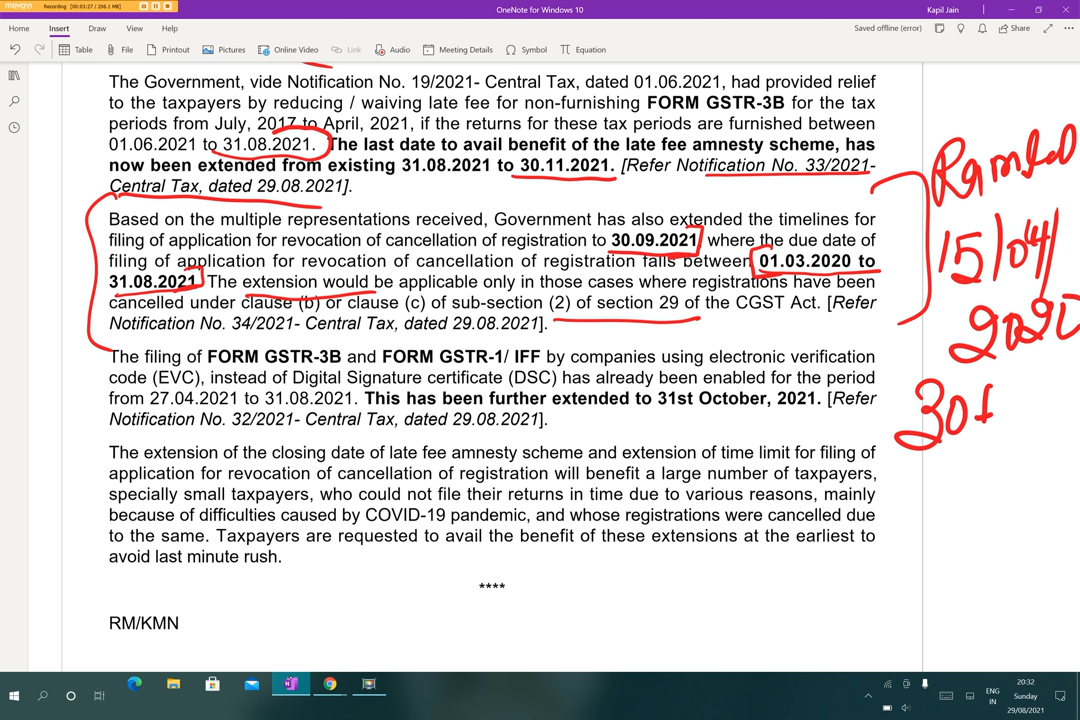 movavi Recording [00:03:27 / 206.1 MB]
OneNote for Windows 10
Kapil Jain
Home Insert Draw View Help
Saved offline (error) Share
Table File Printout Pictures Online Video Link Audio Meeting Details Symbol Equation
The Government, vide Notification No. 19/2021- Central Tax, dated 01.06.2021, had provided relief
to the taxpayers by reducing / waiving late fee for non-furnishing FORM GSTR-3B for the tax
periods from July, 2017 to April, 2021, if the returns for these tax periods are furnished between
01.06.2021 to 31.08.2021. The last date to avail benefit of the late fee amnesty scheme, has
now been extended from existing 31.08.2021 to 30.11.2021. [Refer Notification No. 33/2021-
Central Tax, dated 29.08.2021].
Based on the multiple representations received, Government has also extended the timelines for
filing of application for revocation of cancellation of registration to 30.09.2021 where the due date of
filing of application for revocation of cancellation of registration falls between 01.03.2020 to
31.08.2021. The extension would be applicable only in those cases where registrations have been
cancelled under clause (b) or clause (c) of sub-section (2) of section 29 of the CGST Act. [Refer
Notification No. 34/2021- Central Tax, dated 29.08.2021].
The filing of FORM GSTR-3B and FORM GSTR-1/ IFF by companies using electronic verification
code (EVC), instead of Digital Signature certificate (DSC) has already been enabled for the period
from 27.04.2021 to 31.08.2021. This has been further extended to 31st October, 2021. [Refer
Notification No. 32/2021- Central Tax, dated 29.08.2021].
The extension of the closing date of late fee amnesty scheme and extension of time limit for filing of
application for revocation of cancellation of registration will benefit a large number of taxpayers,
specially small taxpayers, who could not file their returns in time due to various reasons, mainly
because of difficulties caused by COVID-19 pandemic, and whose registrations were cancelled due
to the same. Taxpayers are requested to avail the benefit of these extensions at the earliest to
avoid last minute rush.
****
RM/KMN
15/04/
2020
30
ENG
IN
20:32
Sunday
29/08/2021